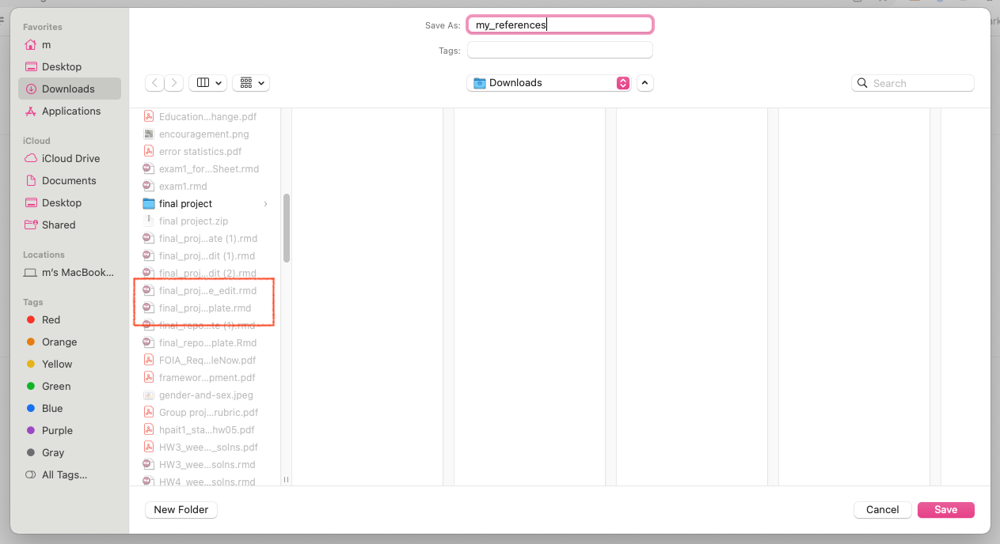 Favorites
m
Desktop
Downloads
Applications
iCloud
iCloud Drive
Documents
Desktop
Shared
Locations
m's MacBook...
Tags
Red
Orange
Yellow
Green
Blue
Purple
Gray
All Tags...
Save As: my_references
Tags:
Downloads
Search
Education...hange.pdf
encouragement.png
error statistics.pdf
exam1_for...Sheet.rmd
exam1.rmd
final project
final project.zip
final_proj...ate (1).rmd
final_proj...dit (1).rmd
final_proj...dit (2).rmd
final_proj...e_edit.rmd
final_proj...plate.rmd
final_repo...te (1).rmd
final_repo...plate.Rmd
FOIA_Req...leNow.pdf
framewor...pment.pdf
gender-and-sex.jpeg
Group proj...rubric.pdf
hpait1_sta...hw05.pdf
HW3_wee..._solns.pdf
HW3_wee...solns.rmd
HW4_wee...solns.rmd
New Folder
Cancel
Save